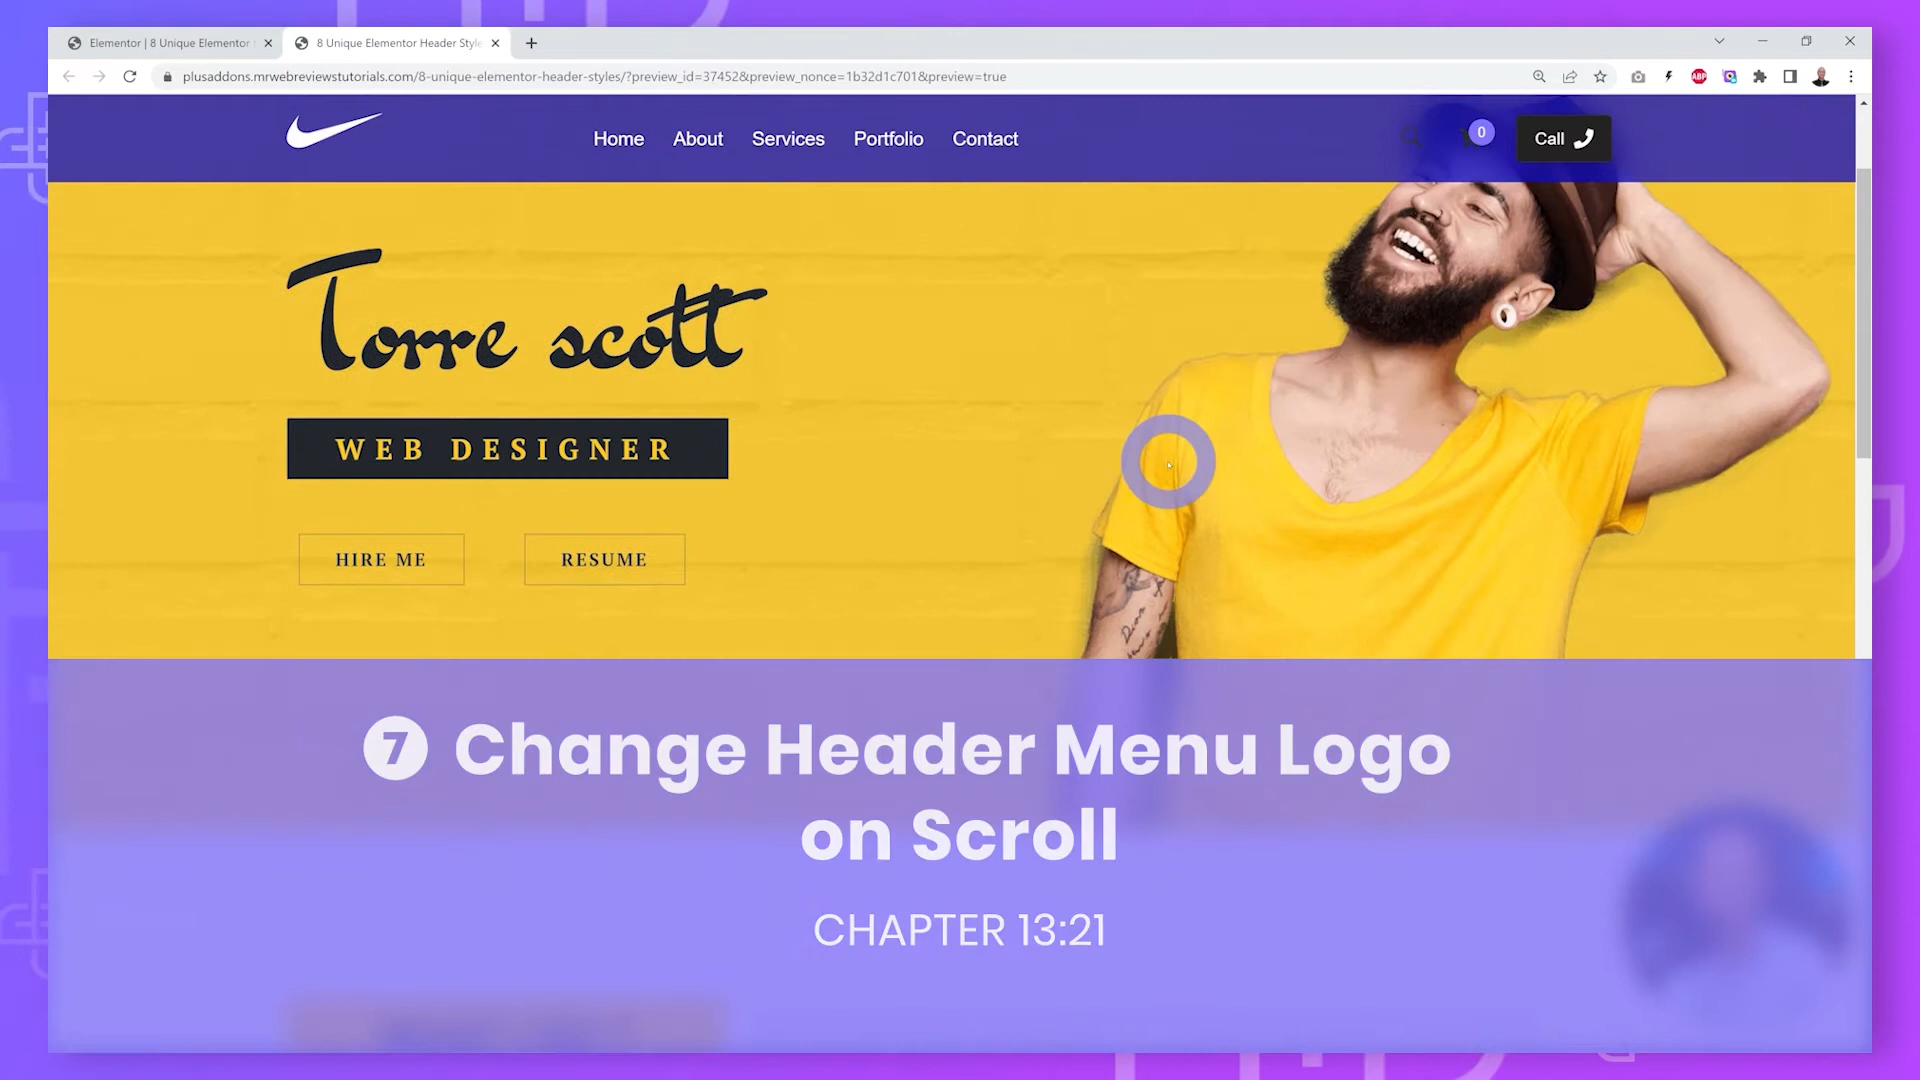 Elementor | 8 Unique Elementor
8 Unique Elementor Header Style
plusaddons.mrwebreviewstutorials.com/8-unique-elementor-header-styles/?preview_id=37452&preview_nonce=1b32d1c701&preview=true
ABP
Home About Services Portfolio Contact
0
Call
Torre scott
WEB DESIGNER
HIRE ME RESUME
7 Change Header Menu Logo
on Scroll
CHAPTER 13:21